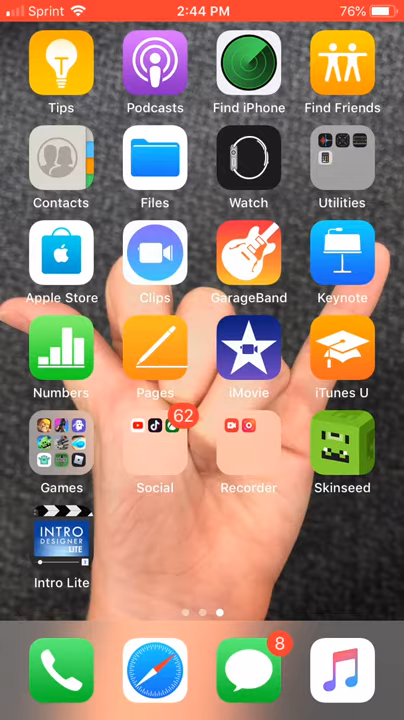 Sprint 2:44 PM 76%
Tips Podcasts Find iPhone Find Friends
Contacts Files Watch Utilities
Apple Store Clips GarageBand Keynote
Numbers Pages iMovie iTunes U
62
Games Social Recorder Skinseed
INTRO
DESIGNER
LITE
Intro Lite
8